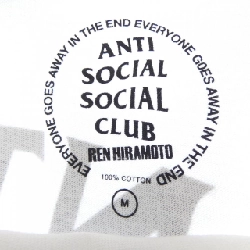 EVERYONE GOES AWAY IN THE END EVERYONE GOES AWAY IN THE END
ANTI
SOCIAL
SOCIAL
CLUB
REN HIRAMOTO
100% COTTON
M